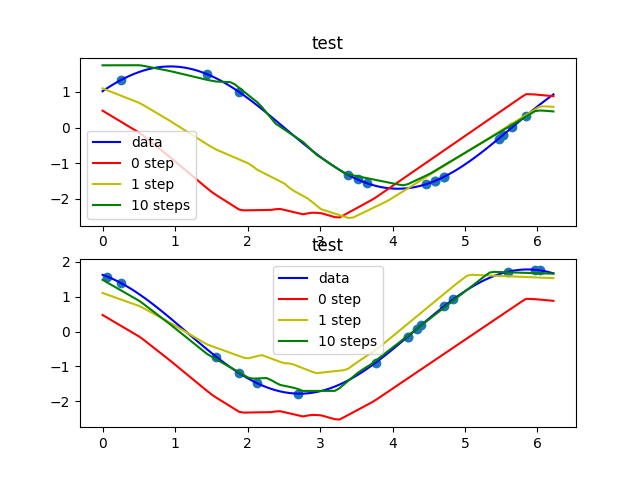 test
1
0
−1
−2
data
0 step
1 step
10 steps
0 1 2 3 4 5 6
test
2
1
0
−1
−2
data
0 step
1 step
10 steps
0 1 2 3 4 5 6